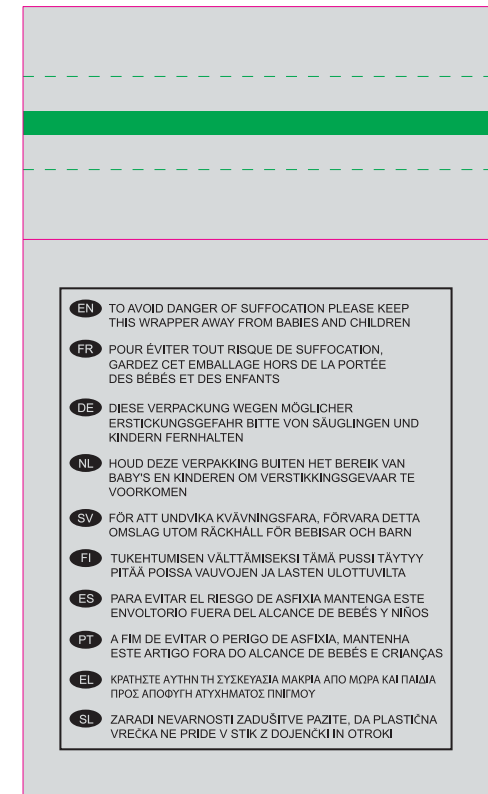 EN TO AVOID DANGER OF SUFFOCATION PLEASE KEEP
THIS WRAPPER AWAY FROM BABIES AND CHILDREN
FR POUR ÉVITER TOUT RISQUE DE SUFFOCATION,
GARDEZ CET EMBALLAGE HORS DE LA PORTÉE
DES BÉBÉS ET DES ENFANTS
DE DIESE VERPACKUNG WEGEN MÖGLICHER
ERSTICKUNGSGEFAHR BITTE VON SÄUGLINGEN UND
KINDERN FERNHALTEN
NL HOUD DEZE VERPAKKING BUITEN HET BEREIK VAN
BABY'S EN KINDEREN OM VERSTIKKINGSGEVAAR TE
VOORKOMEN
SV FÖR ATT UNDVIKA KVÄVNINGSFARA, FÖRVARA DETTA
OMSLAG UTOM RÄCKHÅLL FÖR BEBISAR OCH BARN
FI TUKEHTUMISEN VÄLTTÄMISEKSI TÄMÄ PUSSI TÄYTYY
PITÄÄ POISSA VAUVOJEN JA LASTEN ULOTTUVILTA
ES PARA EVITAR EL RIESGO DE ASFIXIA MANTENGA ESTE
ENVOLTORIO FUERA DEL ALCANCE DE BEBÉS Y NIÑOS
PT A FIM DE EVITAR O PERIGO DE ASFIXIA, MANTENHA
ESTE ARTIGO FORA DO ALCANCE DE BEBÉS E CRIANÇAS
EL ΚΡΑΤΗΣΤΕ ΑΥΤΗΝ ΤΗ ΣΥΣΚΕΥΑΣΙΑ ΜΑΚΡΙΑ ΑΠΟ ΜΩΡΑ ΚΑΙ ΠΑΙΔΙΑ
ΠΡΟΣ ΑΠΟΦΥΓΗ ΑΤΥΧΗΜΑΤΟΣ ΠΝΙΓΜΟΥ
SL ZARADI NEVARNOSTI ZADUŠITVE PAZITE, DA PLASTIČNA
VREČKA NE PRIDE V STIK Z DOJENČKI IN OTROKI